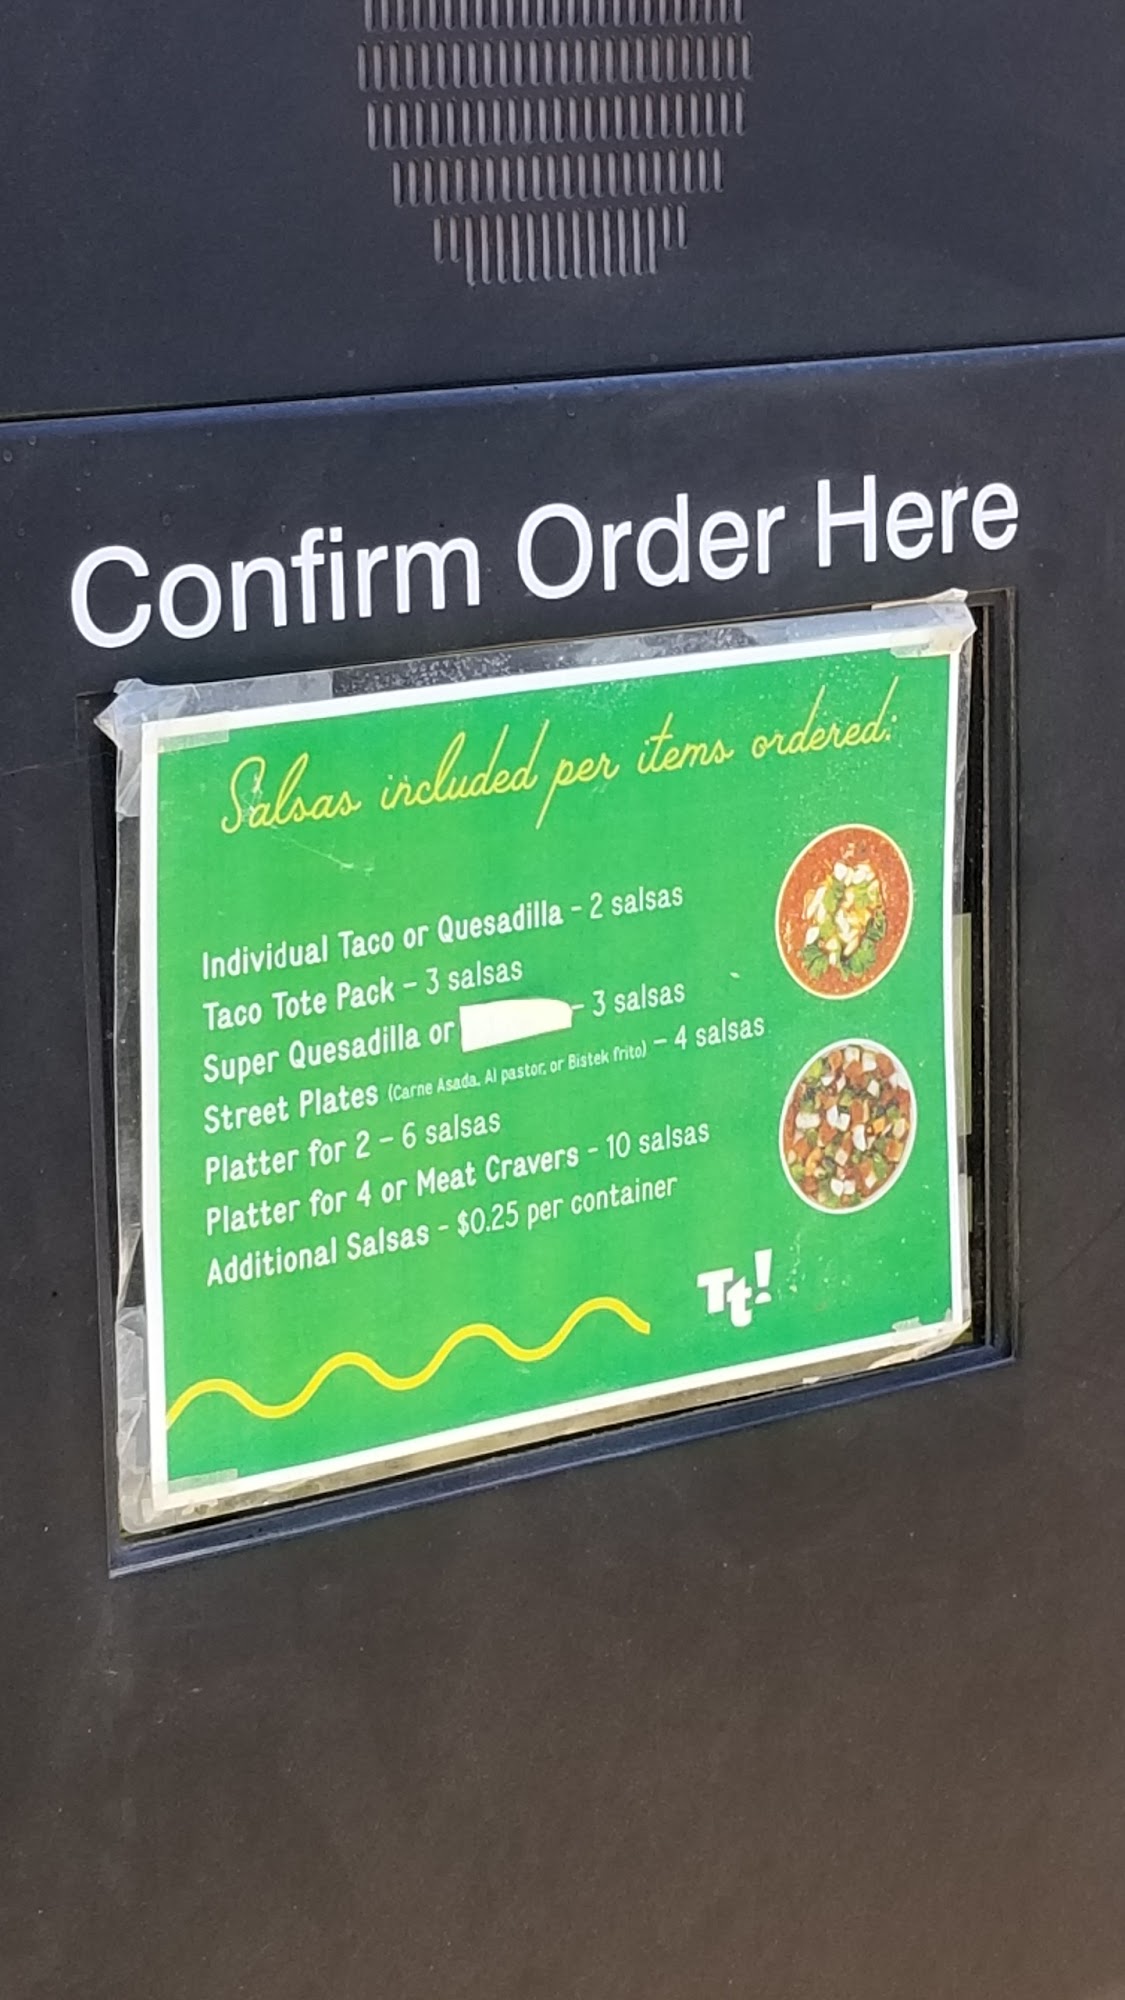 Confirm Order Here
Salsas included per items ordered:
Individual Taco or Quesadilla - 2 salsas
Taco Tote Pack - 3 salsas
Super Quesadilla or - 3 salsas
Street Plates (Carne Asada, Al pastor, or Bistek frito) - 4 salsas
Platter for 2 - 6 salsas
Platter for 4 or Meat Cravers - 10 salsas
Additional Salsas - $0.25 per container
Tt!